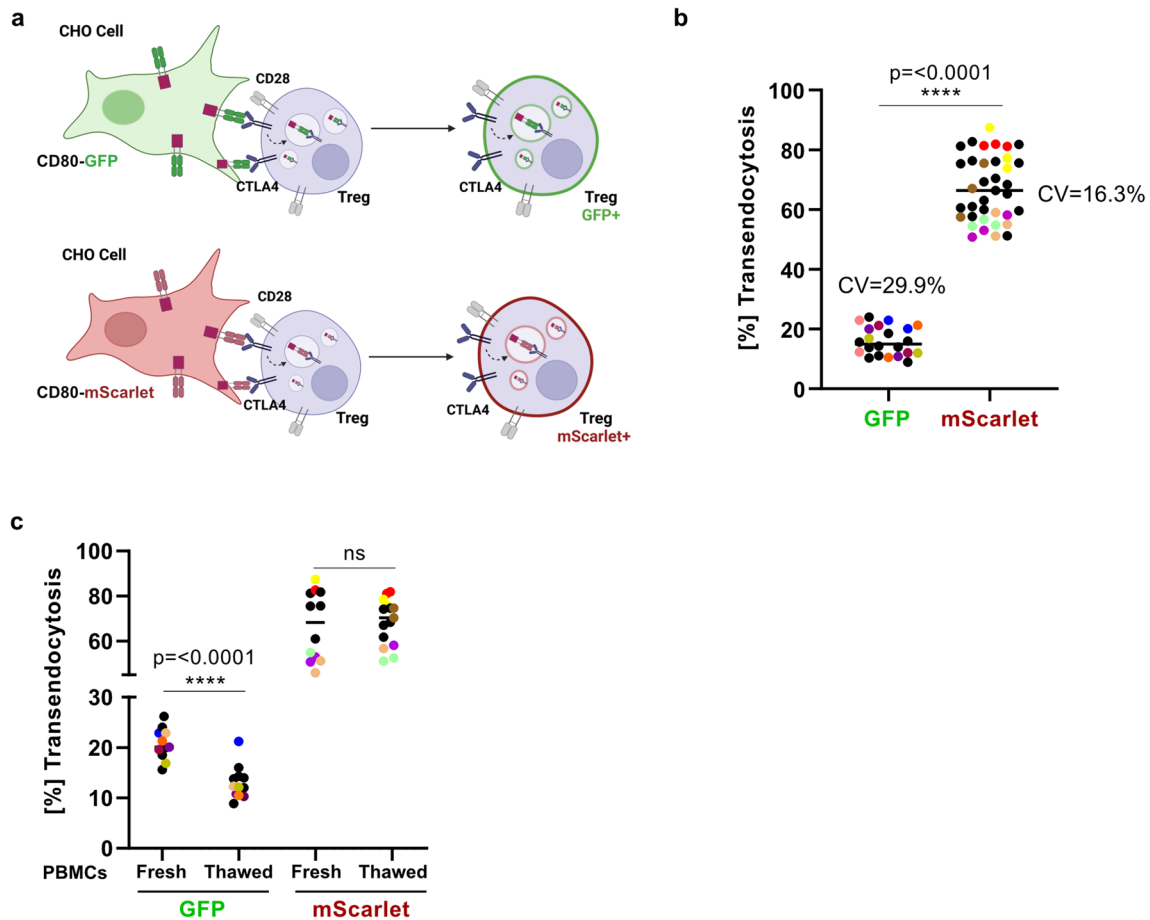 a
CHO Cell
CD28
CD80-GFP
CTLA4
Treg
CTLA4
Treg
GFP+
CHO Cell
CD28
CD80-mScarlet
CTLA4
Treg
CTLA4
Treg
mScarlet+
b
p=<0.0001
****
[%] Transendocytosis
100
80
60
40
20
0
CV=16.3%
CV=29.9%
GFP
mScarlet
c
[%] Transendocytosis
100
80
60
30
20
10
0
ns
p=<0.0001
****
PBMCs Fresh Thawed Fresh Thawed
GFP mScarlet